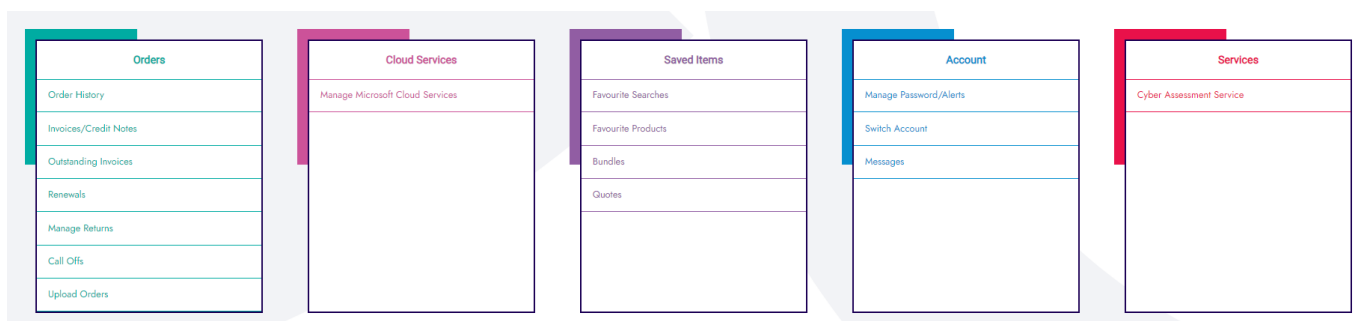 Orders
Order History
Invoices/Credit Notes
Outstanding Invoices
Renewals
Manage Returns
Call Offs
Upload Orders
Cloud Services
Manage Microsoft Cloud Services
Saved Items
Favourite Searches
Favourite Products
Bundles
Quotes
Account
Manage Password/Alerts
Switch Account
Messages
Services
Cyber Assessment Service